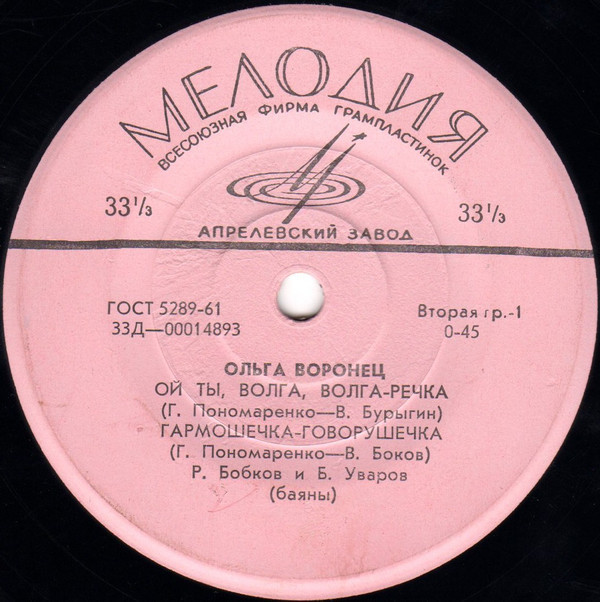 МЕЛОДИЯ
ВСЕСОЮЗНАЯ ФИРМА ГРАМПЛАСТИНОК
33⅓ 33⅓
АПРЕЛЕВСКИЙ ЗАВОД
ГОСТ 5289-61 Вторая гр.-1
33Д—00014893 0-45
ОЛЬГА ВОРОНЕЦ
ОЙ ТЫ, ВОЛГА, ВОЛГА-РЕЧКА
(Г. Пономаренко—В. Бурыгин)
ГАРМОШЕЧКА-ГОВОРУШЕЧКА
(Г. Пономаренко—В. Боков)
Р. Бобков и Б. Уваров
(баяны)